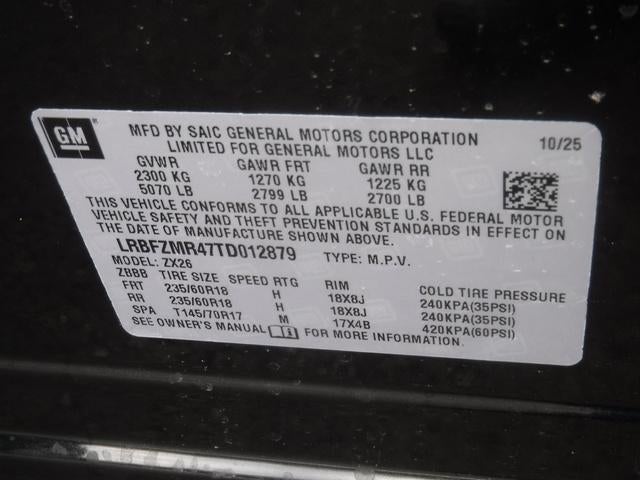 GM
MFD BY SAIC GENERAL MOTORS CORPORATION 10/25
LIMITED FOR GENERAL MOTORS LLC
GVWR GAWR FRT GAWR RR
2300 KG 1270 KG 1225 KG
5070 LB 2799 LB 2700 LB
THIS VEHICLE CONFORMS TO ALL APPLICABLE U.S. FEDERAL MOTOR
VEHICLE SAFETY AND THEFT PREVENTION STANDARDS IN EFFECT ON
THE DATE OF MANUFACTURE SHOWN ABOVE.
LRBFZMR47TD012879 TYPE: M.P.V.
MODEL: ZX26
ZBBB TIRE SIZE SPEED RTG RIM COLD TIRE PRESSURE
FRT 235/60R18 H 18X8J 240KPA(35PSI)
RR 235/60R18 H 18X8J 240KPA(35PSI)
SPA T145/70R17 M 17X4B 420KPA(60PSI)
SEE OWNER'S MANUAL FOR MORE INFORMATION.